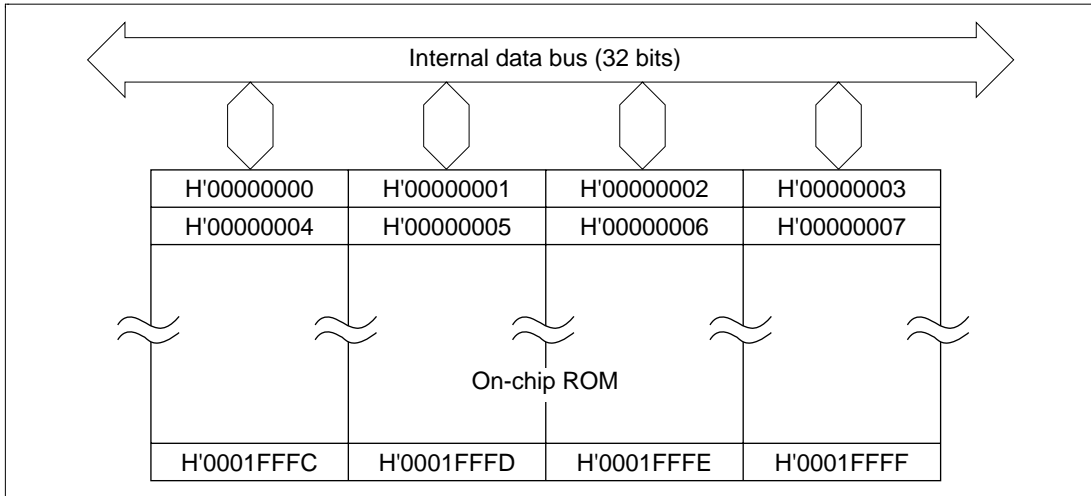 Internal data bus (32 bits)
H'00000000 H'00000001 H'00000002 H'00000003
H'00000004 H'00000005 H'00000006 H'00000007
On-chip ROM
H'0001FFFC H'0001FFFD H'0001FFFE H'0001FFFF